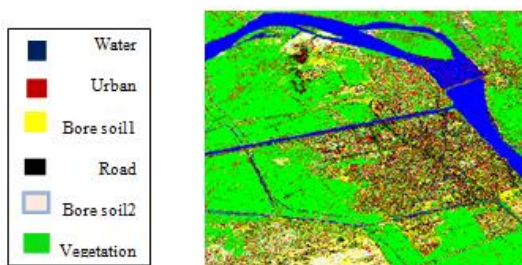 Water
Urban
Bore soil1
Road
Bore soil2
Vegetation